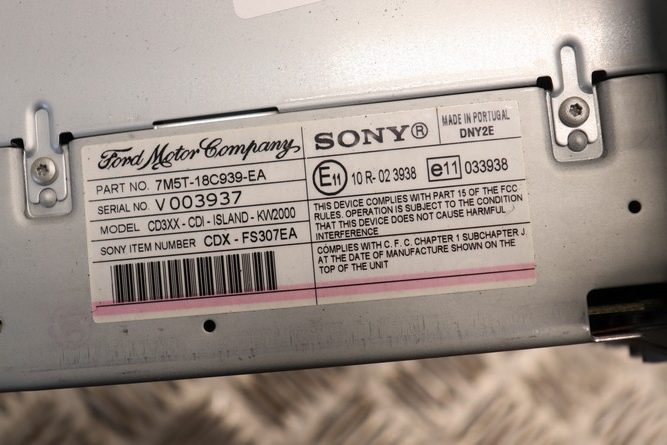 Ford Motor Company,
PART NO. 7M5T-18C939-EA
SERIAL NO. V003937
MODEL CD3XX - CDI - ISLAND - KW2000
SONY ITEM NUMBER CDX - FS307EA
SONY®
MADE IN PORTUGAL
DNY2E
E11 10 R- 02 3938
e11 033938
THIS DEVICE COMPLIES WITH PART 15 OF THE FCC
RULES. OPERATION IS SUBJECT TO THE CONDITION
THAT THIS DEVICE DOES NOT CAUSE HARMFUL
INTERFERENCE
COMPLIES WITH C. F. C. CHAPTER 1 SUBCHAPTER J.
AT THE DATE OF MANUFACTURE SHOWN ON THE
TOP OF THE UNIT